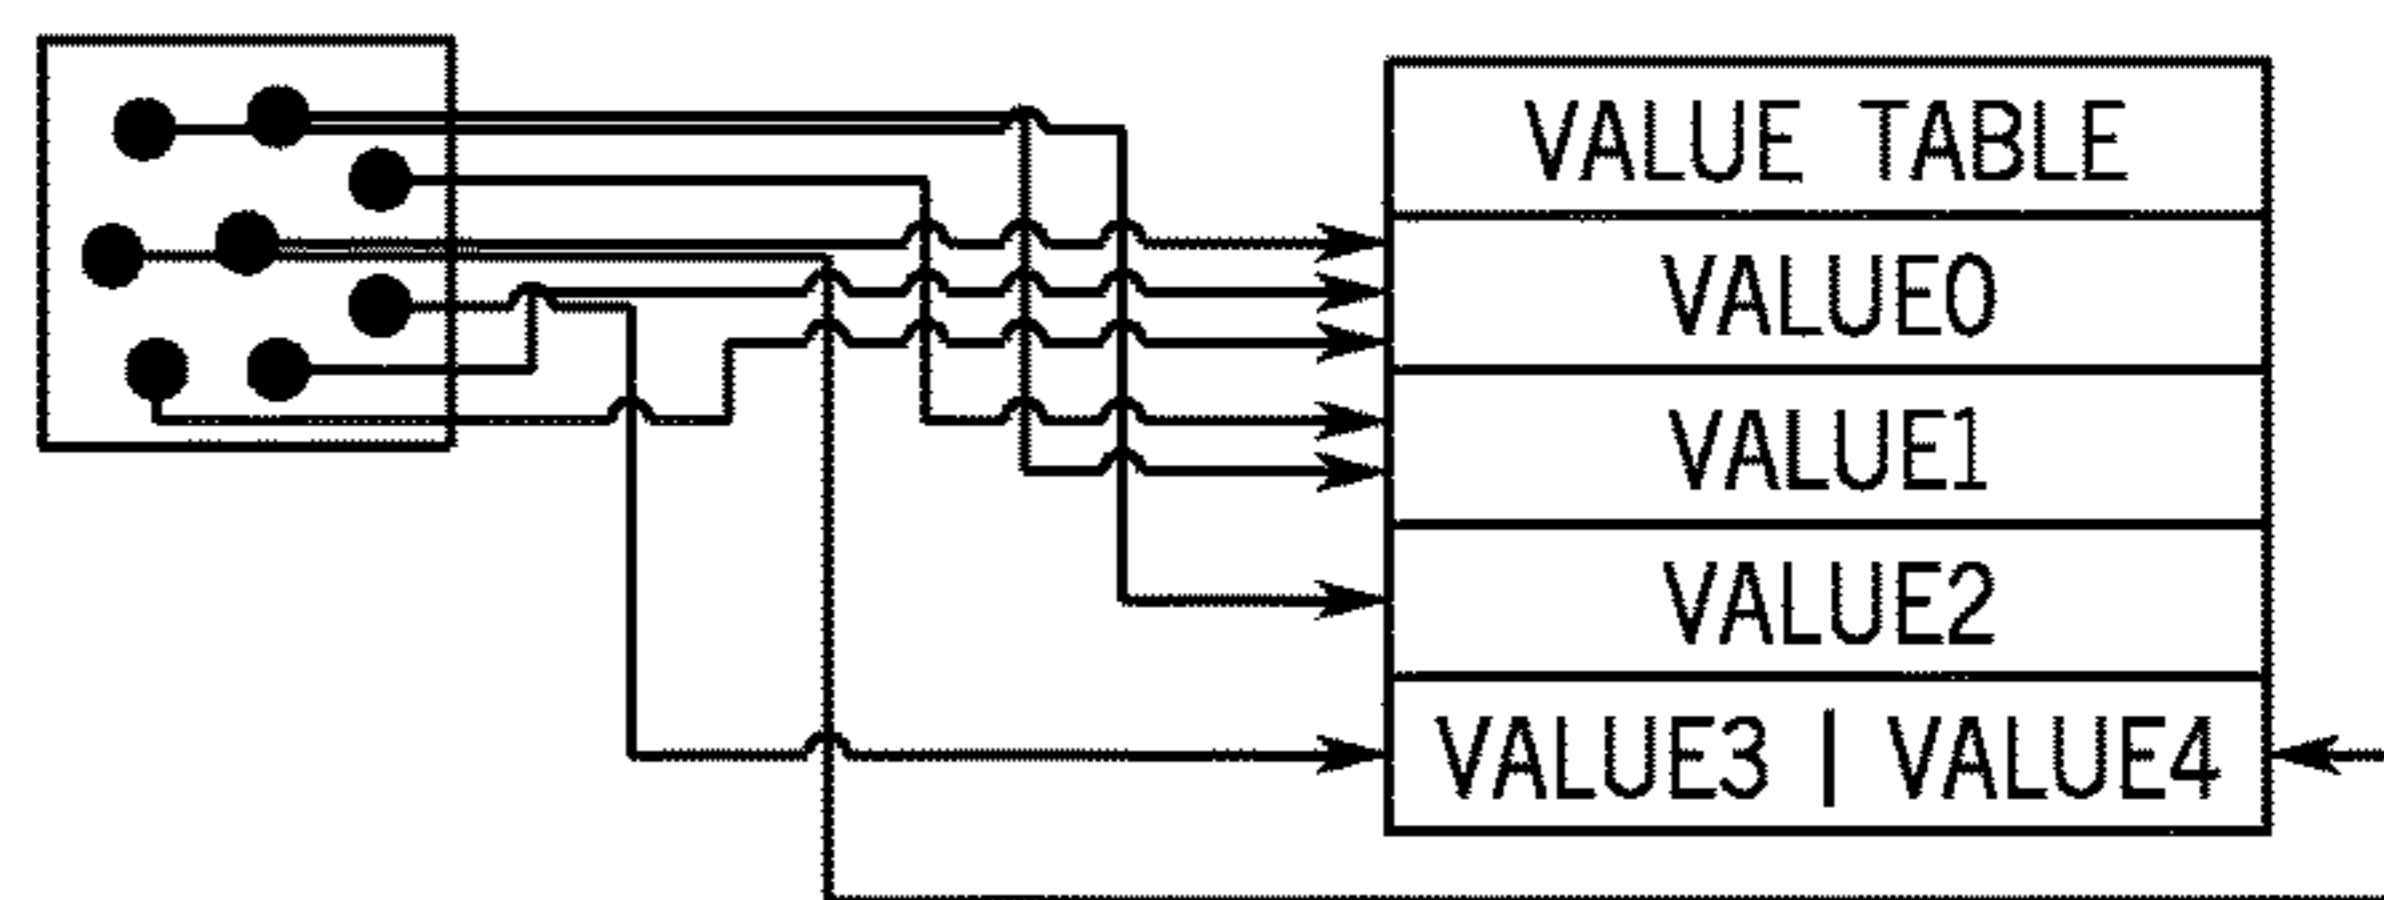 VALUE TABLE
VALUE0
VALUE1
VALUE2
VALUE3 | VALUE4